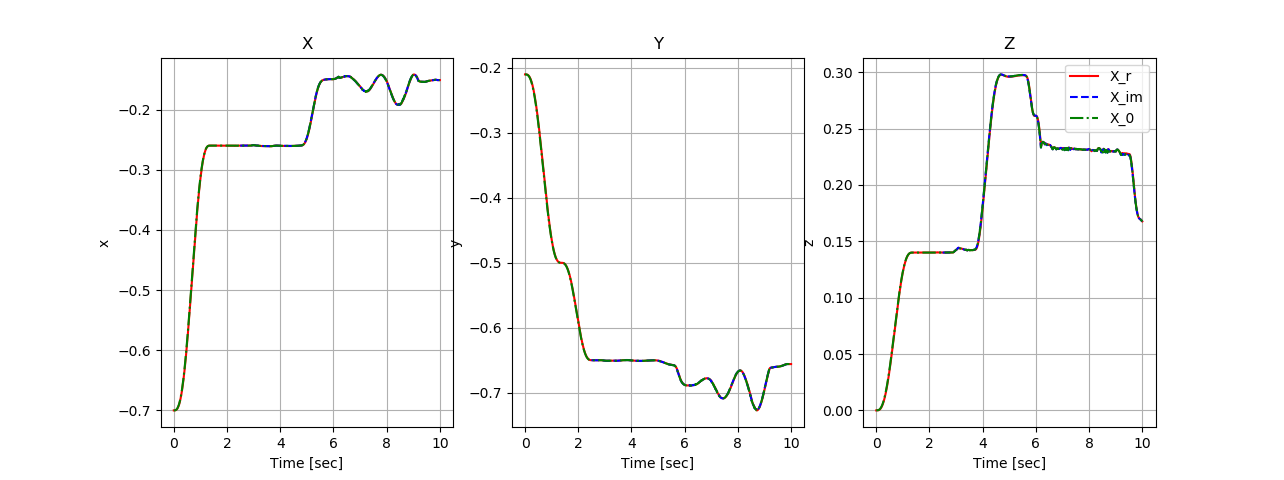 X
−0.2
−0.3
−0.4
−0.5
−0.6
−0.7
x
0 2 4 6 8 10
Time [sec]
Y
−0.2
−0.3
−0.4
−0.5
−0.6
−0.7
y
0 2 4 6 8 10
Time [sec]
Z
0.30
0.25
0.20
0.15
0.10
0.05
0.00
z
0 2 4 6 8 10
Time [sec]
X_r
X_im
X_0